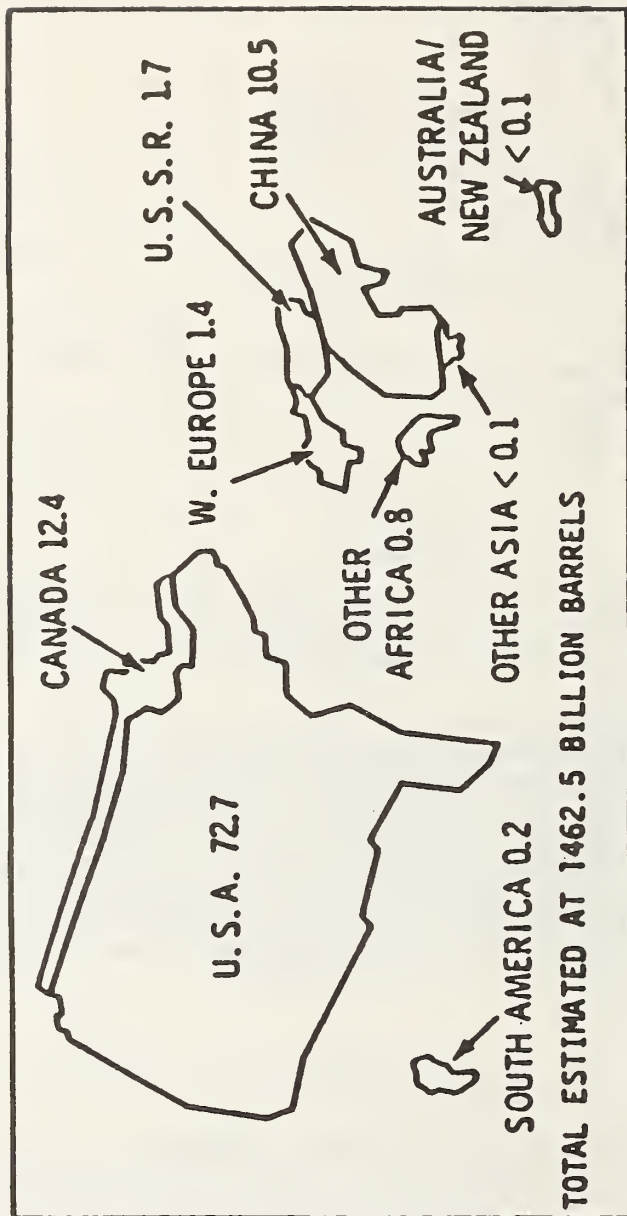 CANADA 12.4
U.S.S.R. 1.7
W. EUROPE 1.4
CHINA 10.5
U.S.A. 72.7
OTHER
AFRICA 0.8
AUSTRALIA/
NEW ZEALAND
< 0.1
SOUTH AMERICA 0.2
OTHER ASIA < 0.1
TOTAL ESTIMATED AT 1462.5 BILLION BARRELS